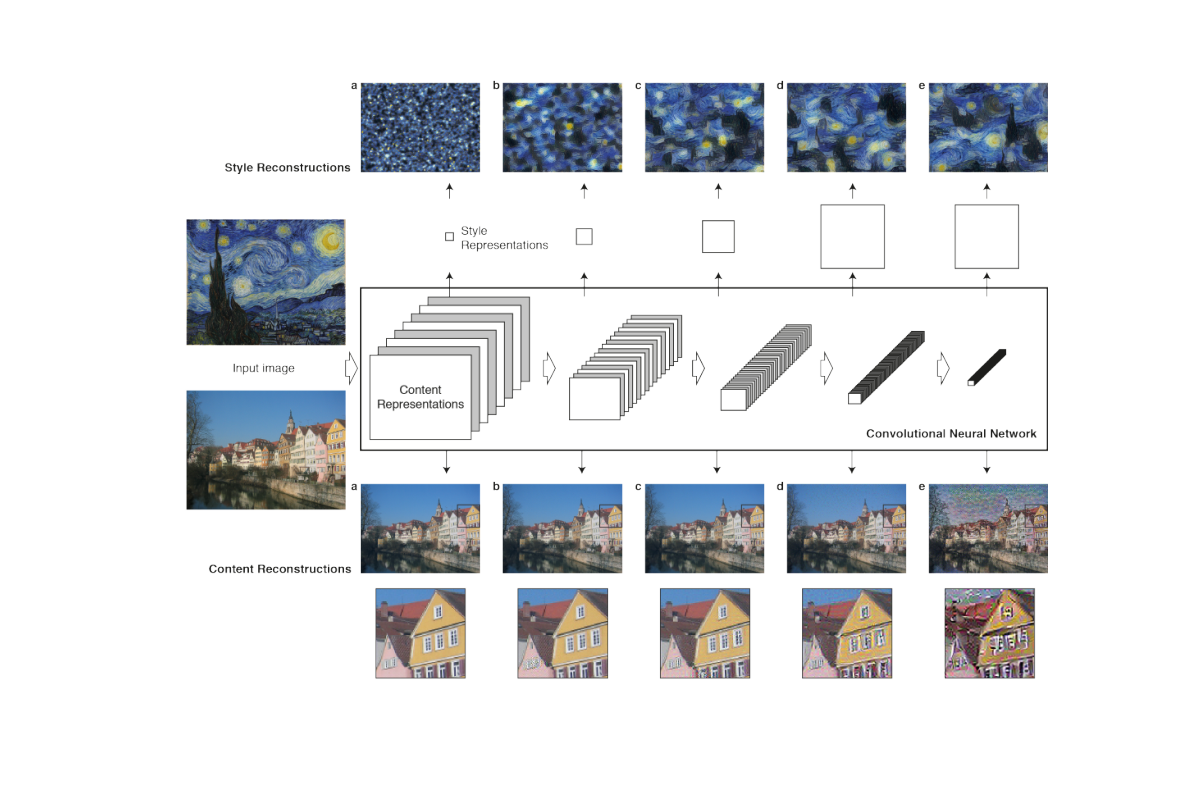 a b c d e
Style Reconstructions
Style
Representations
Input image
Content
Representations
Convolutional Neural Network
a b c d e
Content Reconstructions